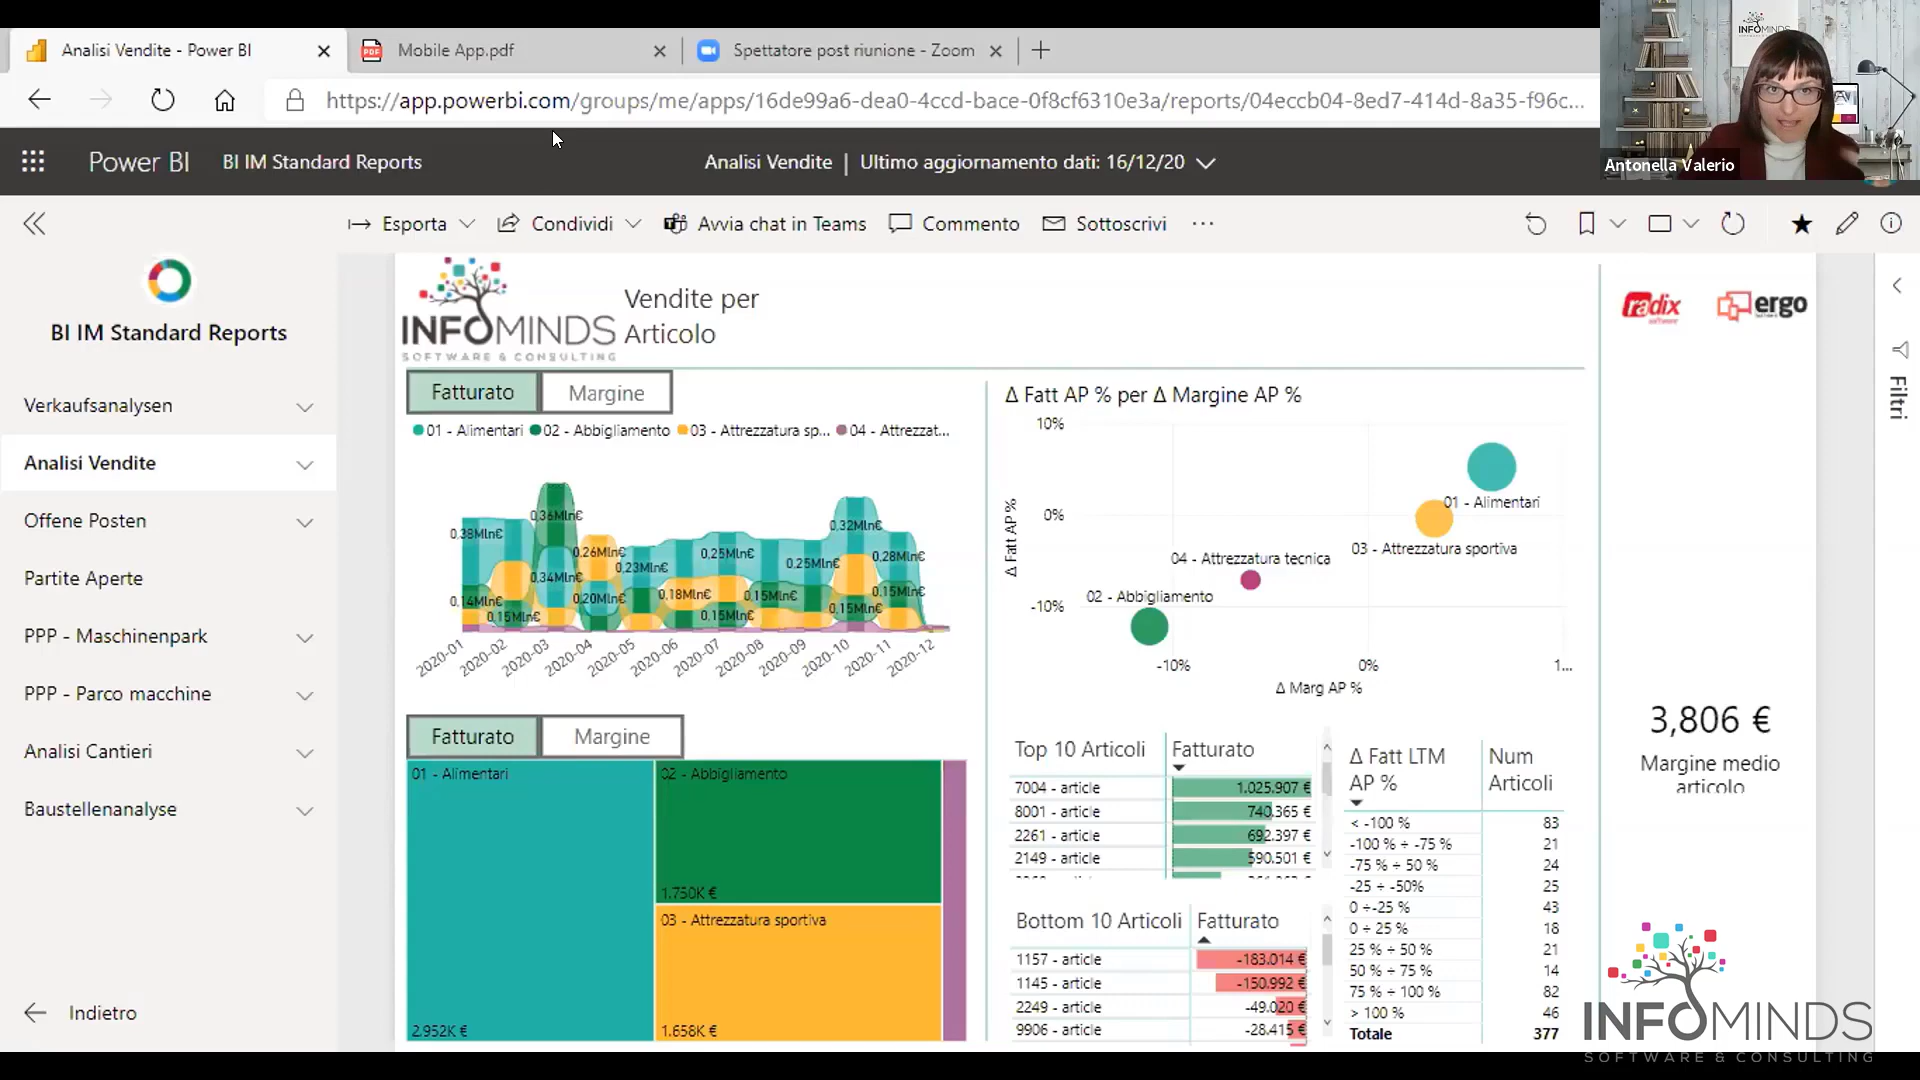 Analisi Vendite - Power BI
Mobile App.pdf
Spettatore post riunione - Zoom
https://app.powerbi.com/groups/me/apps/16de99a6-dea0-4ccd-bace-0f8cf6310e3a/reports/04eccb04-8ed7-414d-8a35-f96c...
Antonella Valerio
Power BI
BI IM Standard Reports
Analisi Vendite | Ultimo aggiornamento dati: 16/12/20
Esporta
Condividi
Avvia chat in Teams
Commento
Sottoscrivi
BI IM Standard Reports
Verkaufsanalysen
Analisi Vendite
Offene Posten
Partite Aperte
PPP - Maschinenpark
PPP - Parco macchine
Analisi Cantieri
Baustellenanalyse
Indietro
INFOMINDS
SOFTWARE & CONSULTING
Vendite per
Articolo
Fatturato
Margine
01 - Alimentari
02 - Abbigliamento
03 - Attrezzatura sp...
04 - Attrezzat...
0.38Mln€
0.14Mln€
0.15Mln€
0.36Mln€
0.34Mln€
0.26Mln€
0.20Mln€
0.23Mln€
0.18Mln€
0.25Mln€
0.15Mln€
0.15Mln€
0.25Mln€
0.32Mln€
0.15Mln€
0.28Mln€
0.15Mln€
2020-01
2020-02
2020-03
2020-04
2020-05
2020-06
2020-07
2020-08
2020-09
2020-10
2020-11
2020-12
Fatturato
Margine
01 - Alimentari
2.952K €
02 - Abbigliamento
1.750K €
03 - Attrezzatura sportiva
1.658K €
Δ Fatt AP % per Δ Margine AP %
Δ Fatt AP %
10%
0%
-10%
01 - Alimentari
03 - Attrezzatura sportiva
04 - Attrezzatura tecnica
02 - Abbigliamento
-10%
0%
1...
Δ Marg AP %
Top 10 Articoli Fatturato
7004 - article 1.025.907 €
8001 - article 740.365 €
2261 - article 692.397 €
2149 - article 590.501 €
Bottom 10 Articoli Fatturato
1157 - article -183.014 €
1145 - article -150.992 €
2249 - article -49.020 €
9906 - article -28.415 €
Δ Fatt LTM
AP %
Num
Articoli
< -100 % 83
-100 % ÷ -75 % 21
-75 % ÷ 50 % 24
-25 ÷ -50% 25
0 ÷-25 % 43
0 ÷ 25 % 18
25 % ÷ 50 % 21
50 % ÷ 75 % 14
75 % ÷ 100 % 82
> 100 % 46
Totale 377
radix
software
ergo
3,806 €
Margine medio
articolo
Filtri
INFOMINDS
SOFTWARE & CONSULTING